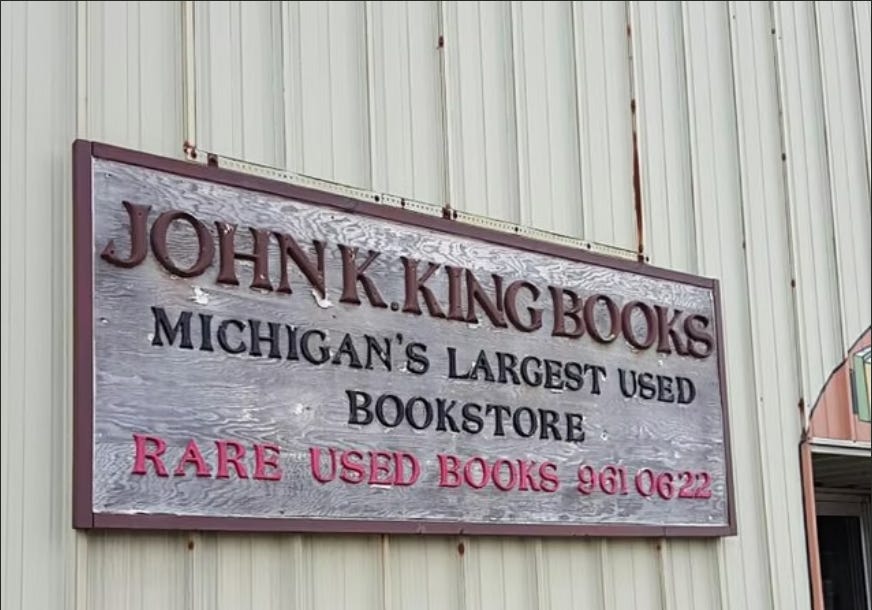 JOHN K. KING BOOKS
MICHIGAN'S LARGEST USED
BOOKSTORE
RARE USED BOOKS 961 0622